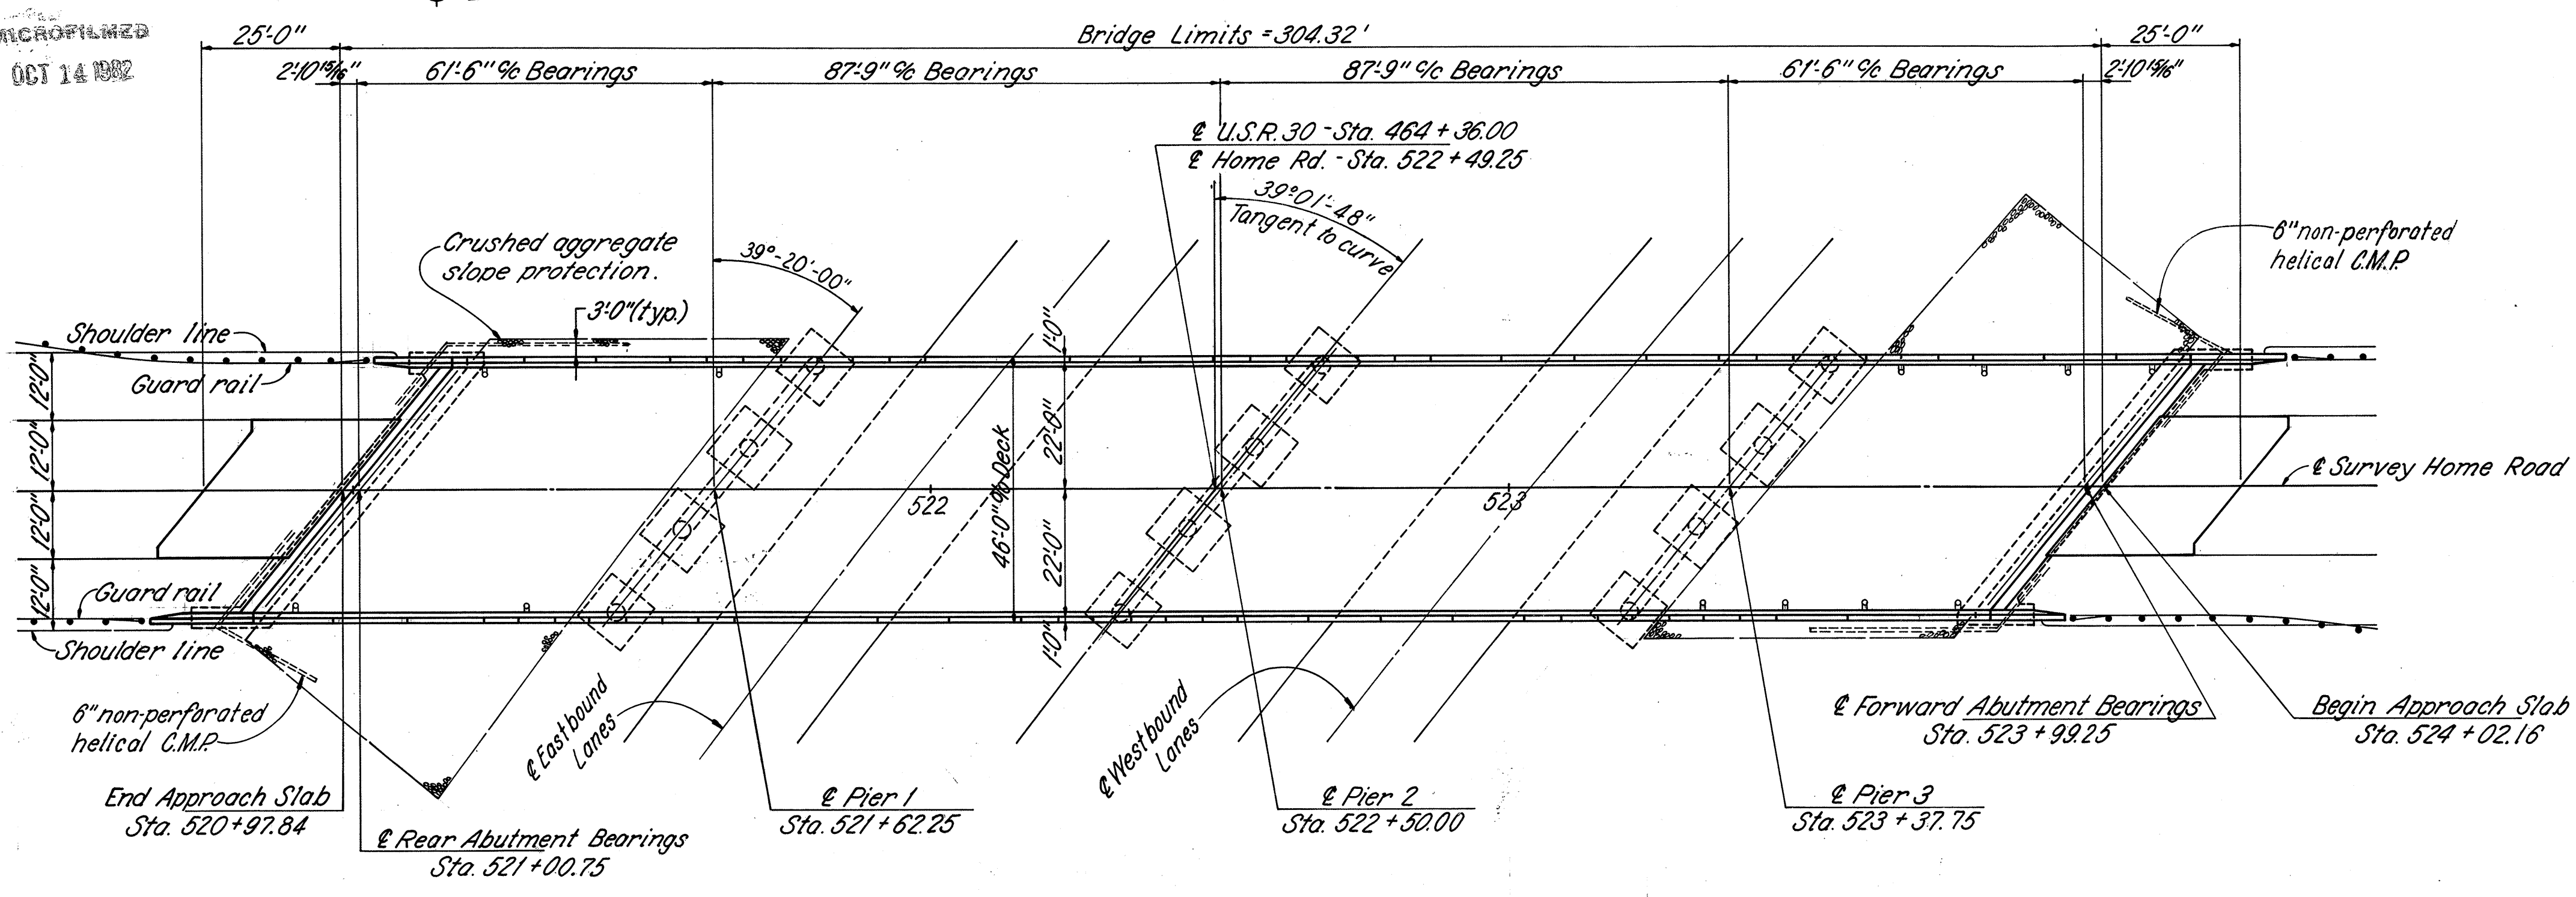 MICROFILMED
OCT 14 1982
25'-0"
Bridge Limits = 304.32'
25'-0"
2'-10 15/16"
61'-6" c/c Bearings
87'-9" c/c Bearings
87'-9" c/c Bearings
61'-6" c/c Bearings
2'-10 15/16"
℄ U.S.R. 30 - Sta. 464 + 36.00
℄ Home Rd. - Sta. 522 + 49.25
39°-01'-48"
Tangent to curve
Crushed aggregate
slope protection.
39°-20'-00"
3'-0" (typ.)
6" non-perforated
helical C.M.P.
Shoulder line
Guard rail
1'-0"
12'-0"
12'-0"
12'-0"
12'-0"
22'-0"
46'-0" o/o Deck
22'-0"
1'-0"
522
523
℄ Survey Home Road
Guard rail
Shoulder line
6" non-perforated
helical C.M.P.
℄ Eastbound
Lanes
℄ Westbound
Lanes
℄ Forward Abutment Bearings
Sta. 523 + 99.25
Begin Approach Slab
Sta. 524 + 02.16
End Approach Slab
Sta. 520 + 97.84
℄ Rear Abutment Bearings
Sta. 521 + 00.75
℄ Pier 1
Sta. 521 + 62.25
℄ Pier 2
Sta. 522 + 50.00
℄ Pier 3
Sta. 523 + 37.75